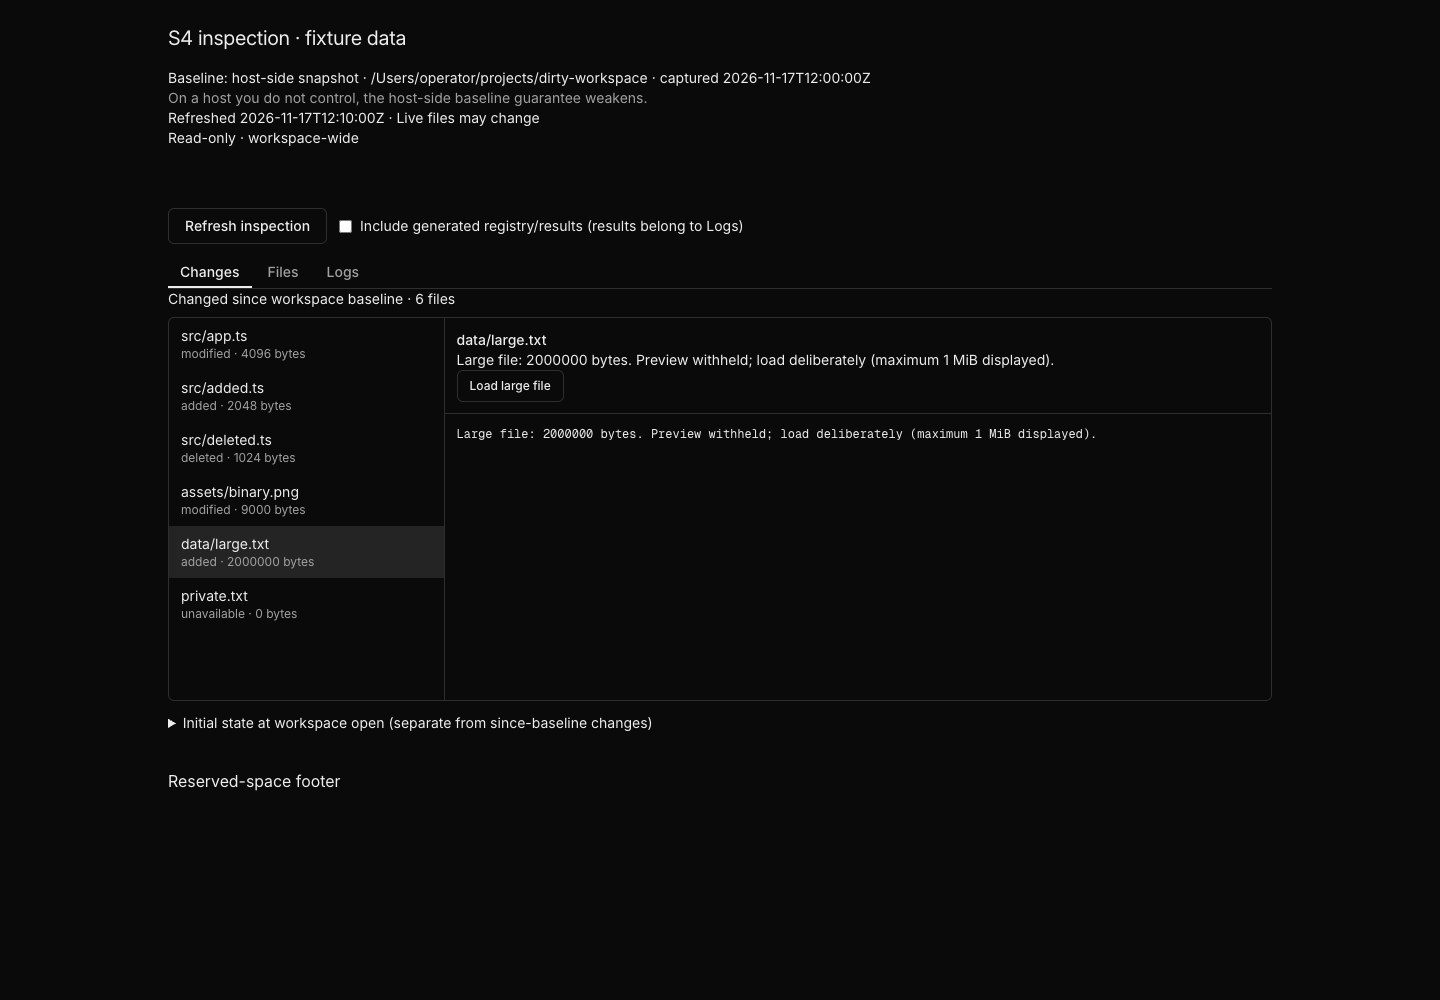 S4 inspection · fixture data
Baseline: host-side snapshot · /Users/operator/projects/dirty-workspace · captured 2026-11-17T12:00:00Z
On a host you do not control, the host-side baseline guarantee weakens.
Refreshed 2026-11-17T12:10:00Z · Live files may change
Read-only · workspace-wide
Refresh inspection
Include generated registry/results (results belong to Logs)
Changes Files Logs
Changed since workspace baseline · 6 files
src/app.ts
modified · 4096 bytes
src/added.ts
added · 2048 bytes
src/deleted.ts
deleted · 1024 bytes
assets/binary.png
modified · 9000 bytes
data/large.txt
added · 2000000 bytes
private.txt
unavailable · 0 bytes
data/large.txt
Large file: 2000000 bytes. Preview withheld; load deliberately (maximum 1 MiB displayed).
Load large file
Large file: 2000000 bytes. Preview withheld; load deliberately (maximum 1 MiB displayed).
Initial state at workspace open (separate from since-baseline changes)
Reserved-space footer